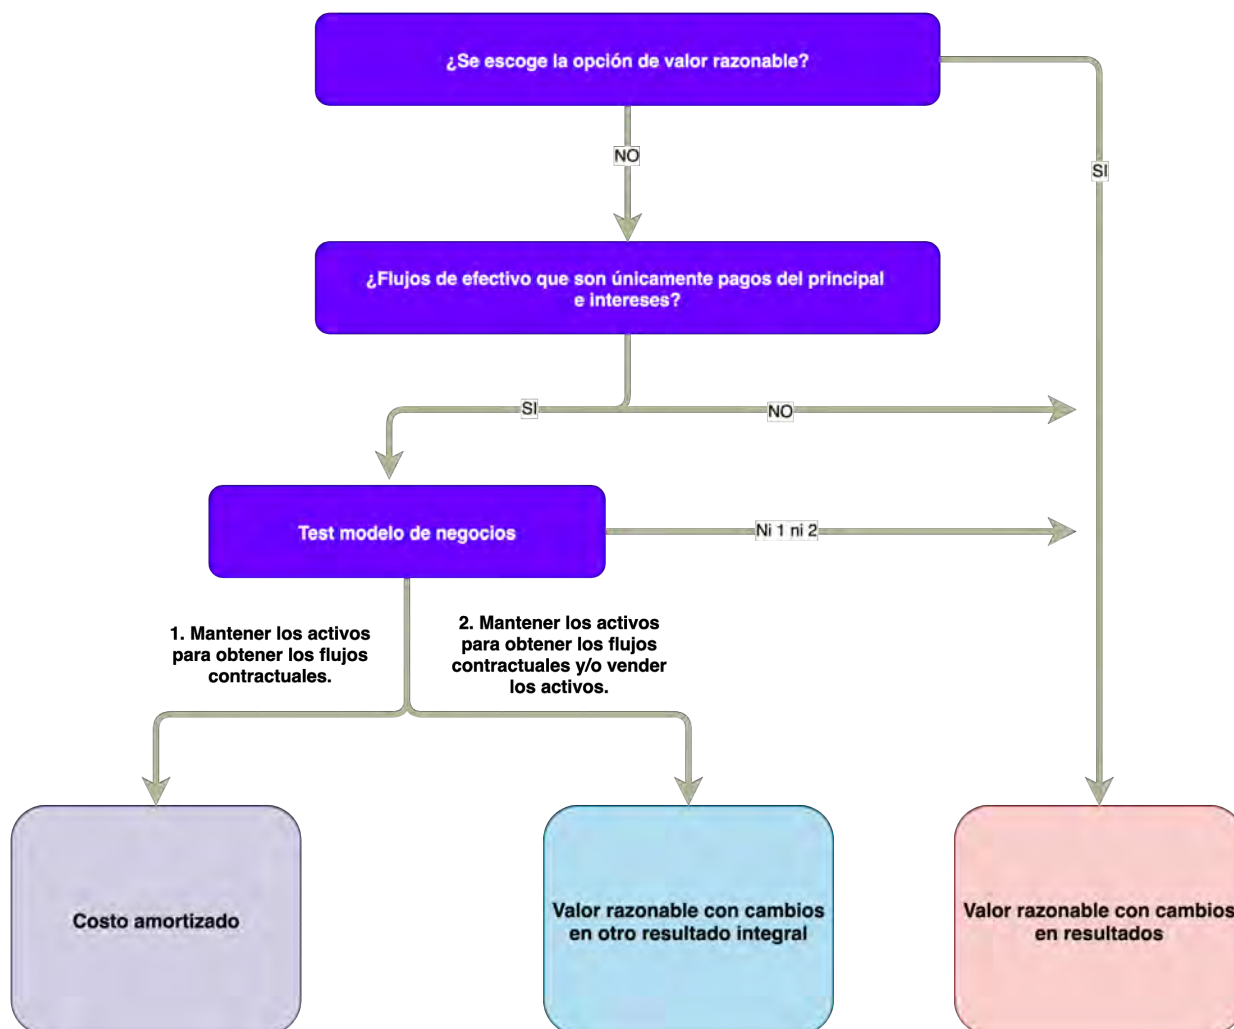 ¿Se escoge la opción de valor razonable?
NO
SI
¿Flujos de efectivo que son únicamente pagos del principal
e intereses?
SI
NO
Test modelo de negocios
Ni 1 ni 2
1. Mantener los activos
para obtener los flujos
contractuales.
2. Mantener los activos
para obtener los flujos
contractuales y/o vender
los activos.
Costo amortizado
Valor razonable con cambios
en otro resultado integral
Valor razonable con cambios
en resultados